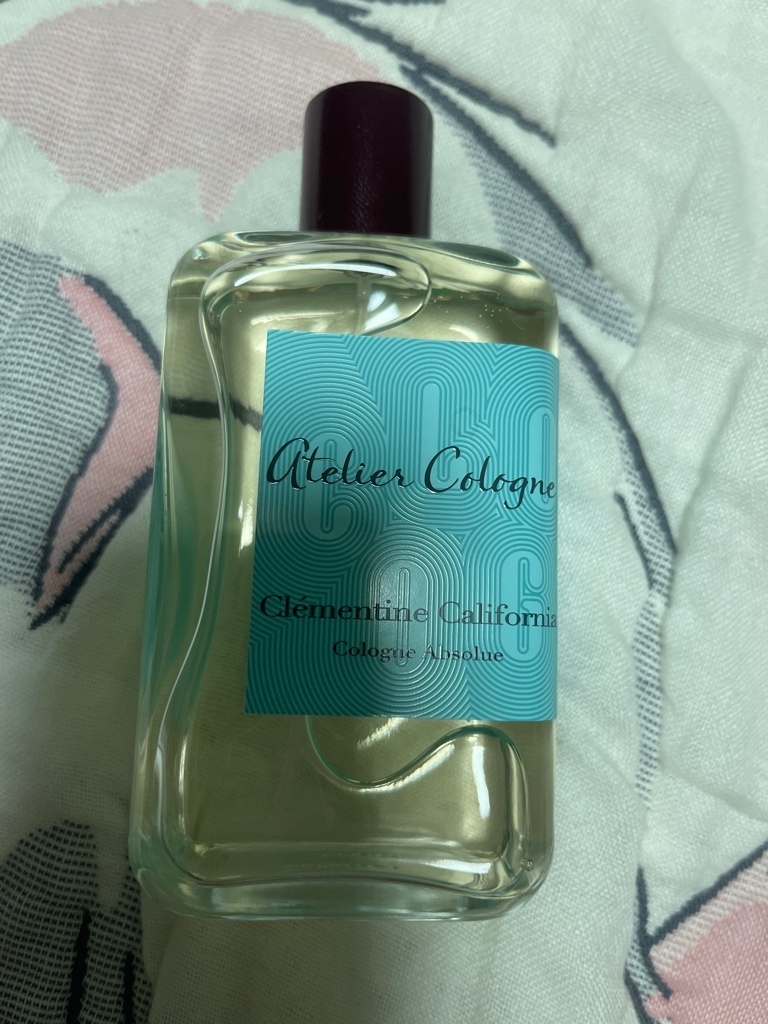 Atelier Cologne
Clémentine California
Cologne Absolue